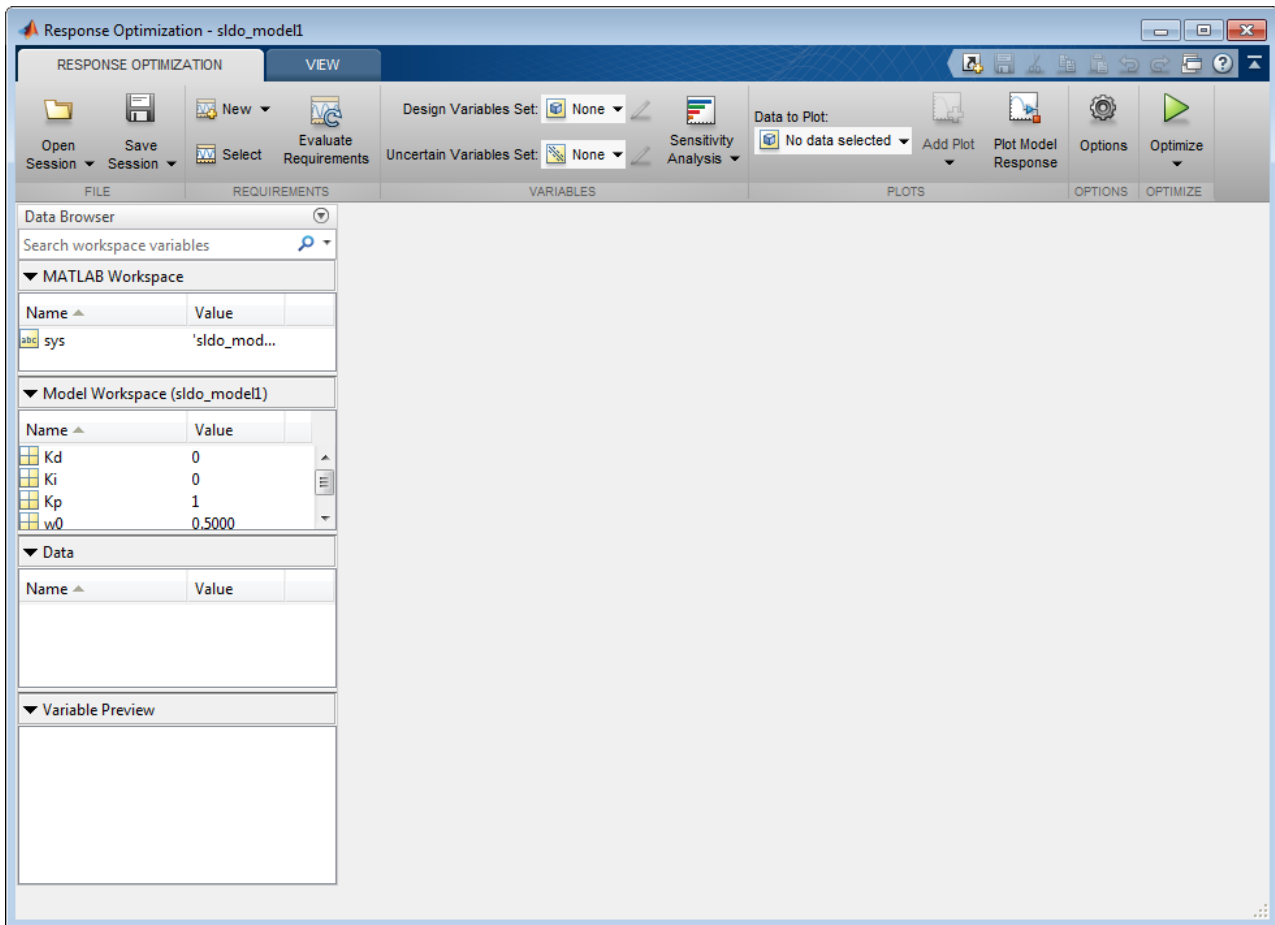 Response Optimization - sldo_model1
RESPONSE OPTIMIZATION
VIEW
Open Session
Save Session
New
Select
Evaluate Requirements
Design Variables Set:
None
Uncertain Variables Set:
None
Sensitivity Analysis
Data to Plot:
No data selected
Add Plot
Plot Model Response
Options
Optimize
FILE
REQUIREMENTS
VARIABLES
PLOTS
OPTIONS
OPTIMIZE
Data Browser
Search workspace variables
MATLAB Workspace
Name Value
abc sys 'sldo_mod...
Model Workspace (sldo_model1)
Name Value
Kd 0
Ki 0
Kp 1
w0 0.5000
Data
Name Value
Variable Preview